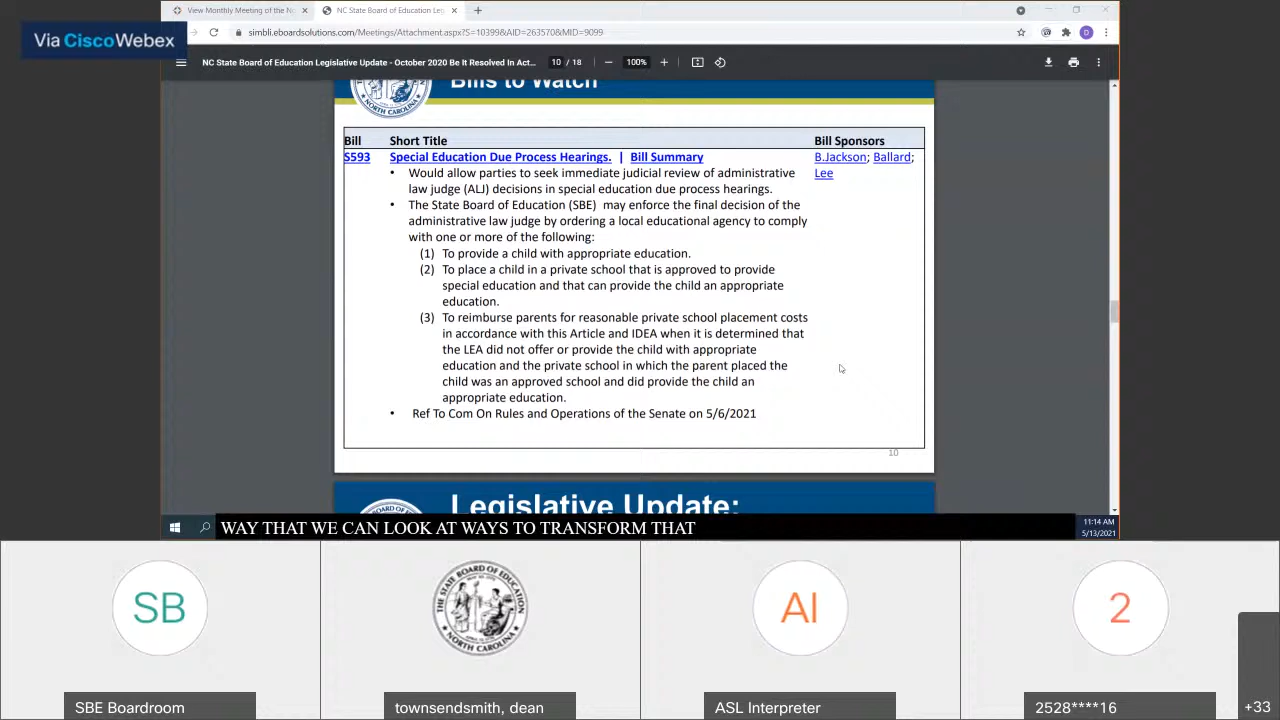 View Monthly Meeting of the No
NC State Board of Education Leg
Via Cisco Webex
simbli.eboardsolutions.com/Meetings/Attachment.aspx?S=10399&AID=263570&MID=9099
D
NC State Board of Education Legislative Update - October 2020 Be It Resolved In Act...
10 / 18
100%
Bills to Watch
NORTH CAROLINA
Bill Short Title Bill Sponsors
S593 Special Education Due Process Hearings. | Bill Summary B.Jackson; Ballard;
• Would allow parties to seek immediate judicial review of administrative Lee
law judge (ALJ) decisions in special education due process hearings.
• The State Board of Education (SBE) may enforce the final decision of the
administrative law judge by ordering a local educational agency to comply
with one or more of the following:
(1) To provide a child with appropriate education.
(2) To place a child in a private school that is approved to provide
special education and that can provide the child an appropriate
education.
(3) To reimburse parents for reasonable private school placement costs
in accordance with this Article and IDEA when it is determined that
the LEA did not offer or provide the child with appropriate
education and the private school in which the parent placed the
child was an approved school and did provide the child an
appropriate education.
• Ref To Com On Rules and Operations of the Senate on 5/6/2021
10
Legislative Update:
WAY THAT WE CAN LOOK AT WAYS TO TRANSFORM THAT
11:14 AM
5/13/2021
SB
THE STATE BOARD OF EDUCATION
NORTH CAROLINA
AI
2
SBE Boardroom
townsendsmith, dean
ASL Interpreter
2528****16
+33